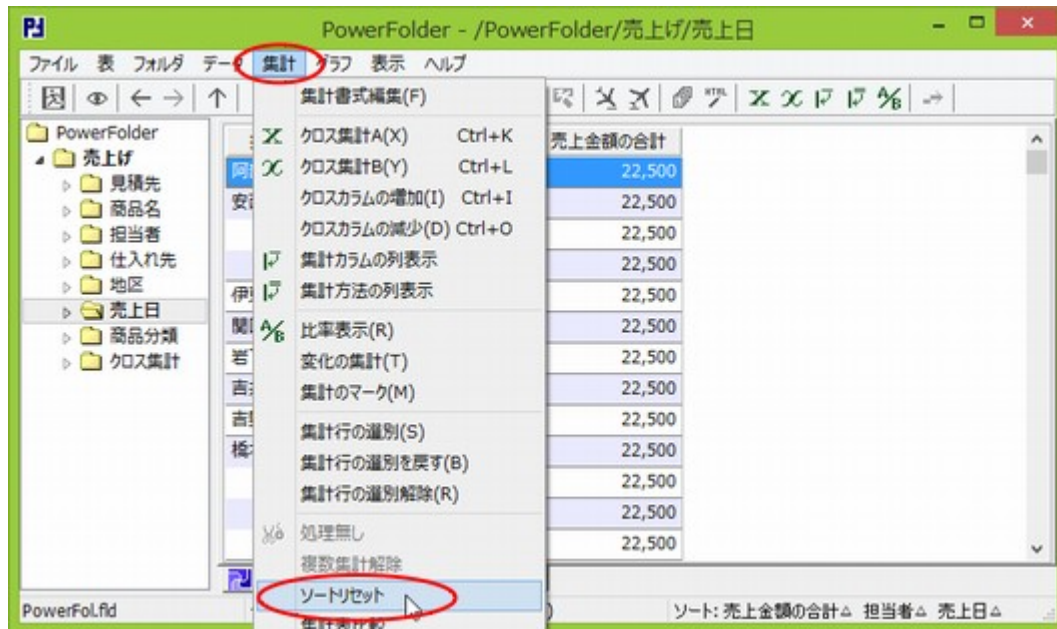 PowerFolder - /PowerFolder/売上げ/売上日
ファイル 表 フォルダ データ 集計 グラフ 表示 ヘルプ
PowerFolder
売上げ
見積先
商品名
担当者
仕入れ先
地区
売上日
商品分類
クロス集計
集計書式編集(F)
クロス集計A(X) Ctrl+K
クロス集計B(Y) Ctrl+L
クロスカラムの増加(I) Ctrl+I
クロスカラムの減少(D) Ctrl+O
集計カラムの列表示
集計方法の列表示
比率表示(R)
変化の集計(T)
集計のマーク(M)
集計行の選別(S)
集計行の選別を戻す(B)
集計行の選別解除(R)
処理無し
複数集計解除
ソートリセット
売上金額の合計
22,500
22,500
22,500
22,500
22,500
22,500
22,500
22,500
22,500
22,500
22,500
22,500
22,500
PowerFol.fld
ソート: 売上金額の合計△ 担当者△ 売上日△